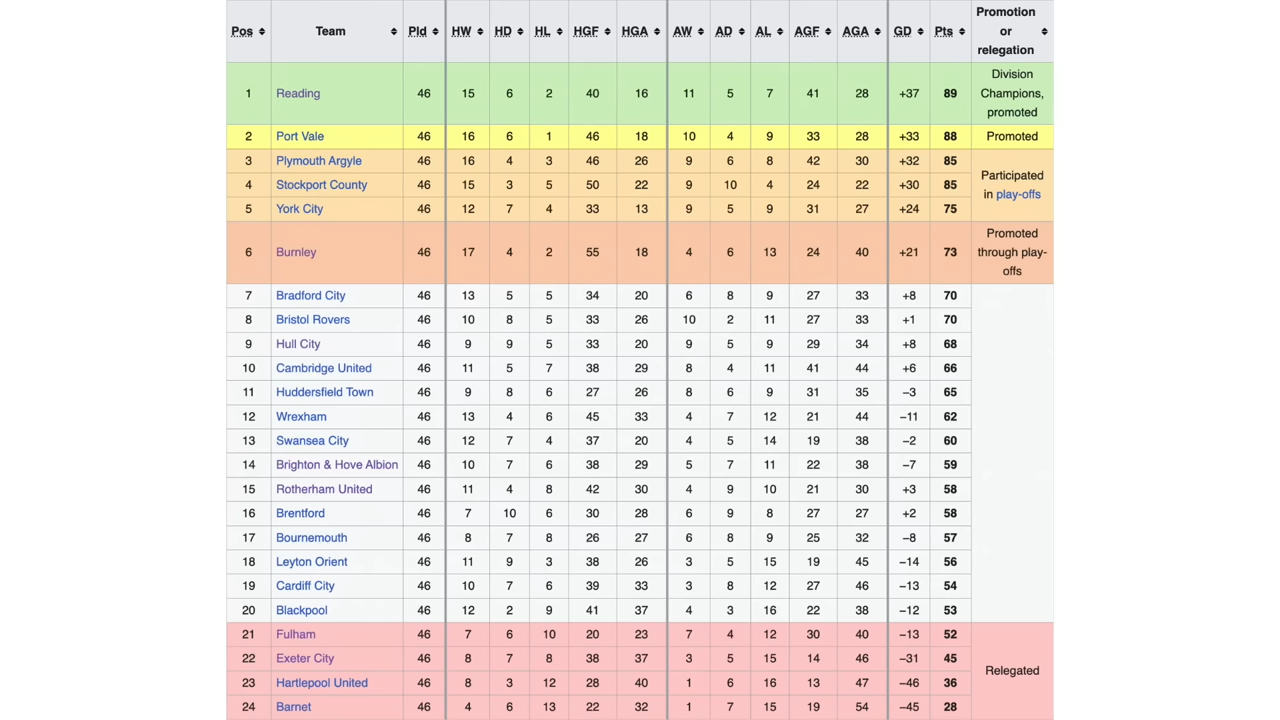 Pos Team Pld HW HD HL HGF HGA AW AD AL AGF AGA GD Pts Promotion or relegation
1 Reading 46 15 6 2 40 16 11 5 7 41 28 +37 89 Division Champions, promoted
2 Port Vale 46 16 6 1 46 18 10 4 9 33 28 +33 88 Promoted
3 Plymouth Argyle 46 16 4 3 46 26 9 6 8 42 30 +32 85 Participated in play-offs
4 Stockport County 46 15 3 5 50 22 9 10 4 24 22 +30 85
5 York City 46 12 7 4 33 13 9 5 9 31 27 +24 75
6 Burnley 46 17 4 2 55 18 4 6 13 24 40 +21 73 Promoted through play-offs
7 Bradford City 46 13 5 5 34 20 6 8 9 27 33 +8 70
8 Bristol Rovers 46 10 8 5 33 26 10 2 11 27 33 +1 70
9 Hull City 46 9 9 5 33 20 9 5 9 29 34 +8 68
10 Cambridge United 46 11 5 7 38 29 8 4 11 41 44 +6 66
11 Huddersfield Town 46 9 8 6 27 26 8 6 9 31 35 −3 65
12 Wrexham 46 13 4 6 45 33 4 7 12 21 44 −11 62
13 Swansea City 46 12 7 4 37 20 4 5 14 19 38 −2 60
14 Brighton & Hove Albion 46 10 7 6 38 29 5 7 11 22 38 −7 59
15 Rotherham United 46 11 4 8 42 30 4 9 10 21 30 +3 58
16 Brentford 46 7 10 6 30 28 6 9 8 27 27 +2 58
17 Bournemouth 46 8 7 8 26 27 6 8 9 25 32 −8 57
18 Leyton Orient 46 11 9 3 38 26 3 5 15 19 45 −14 56
19 Cardiff City 46 10 7 6 39 33 3 8 12 27 46 −13 54
20 Blackpool 46 12 2 9 41 37 4 3 16 22 38 −12 53
21 Fulham 46 7 6 10 20 23 7 4 12 30 40 −13 52 Relegated
22 Exeter City 46 8 7 8 38 37 3 5 15 14 46 −31 45
23 Hartlepool United 46 8 3 12 28 40 1 6 16 13 47 −46 36
24 Barnet 46 4 6 13 22 32 1 7 15 19 54 −45 28